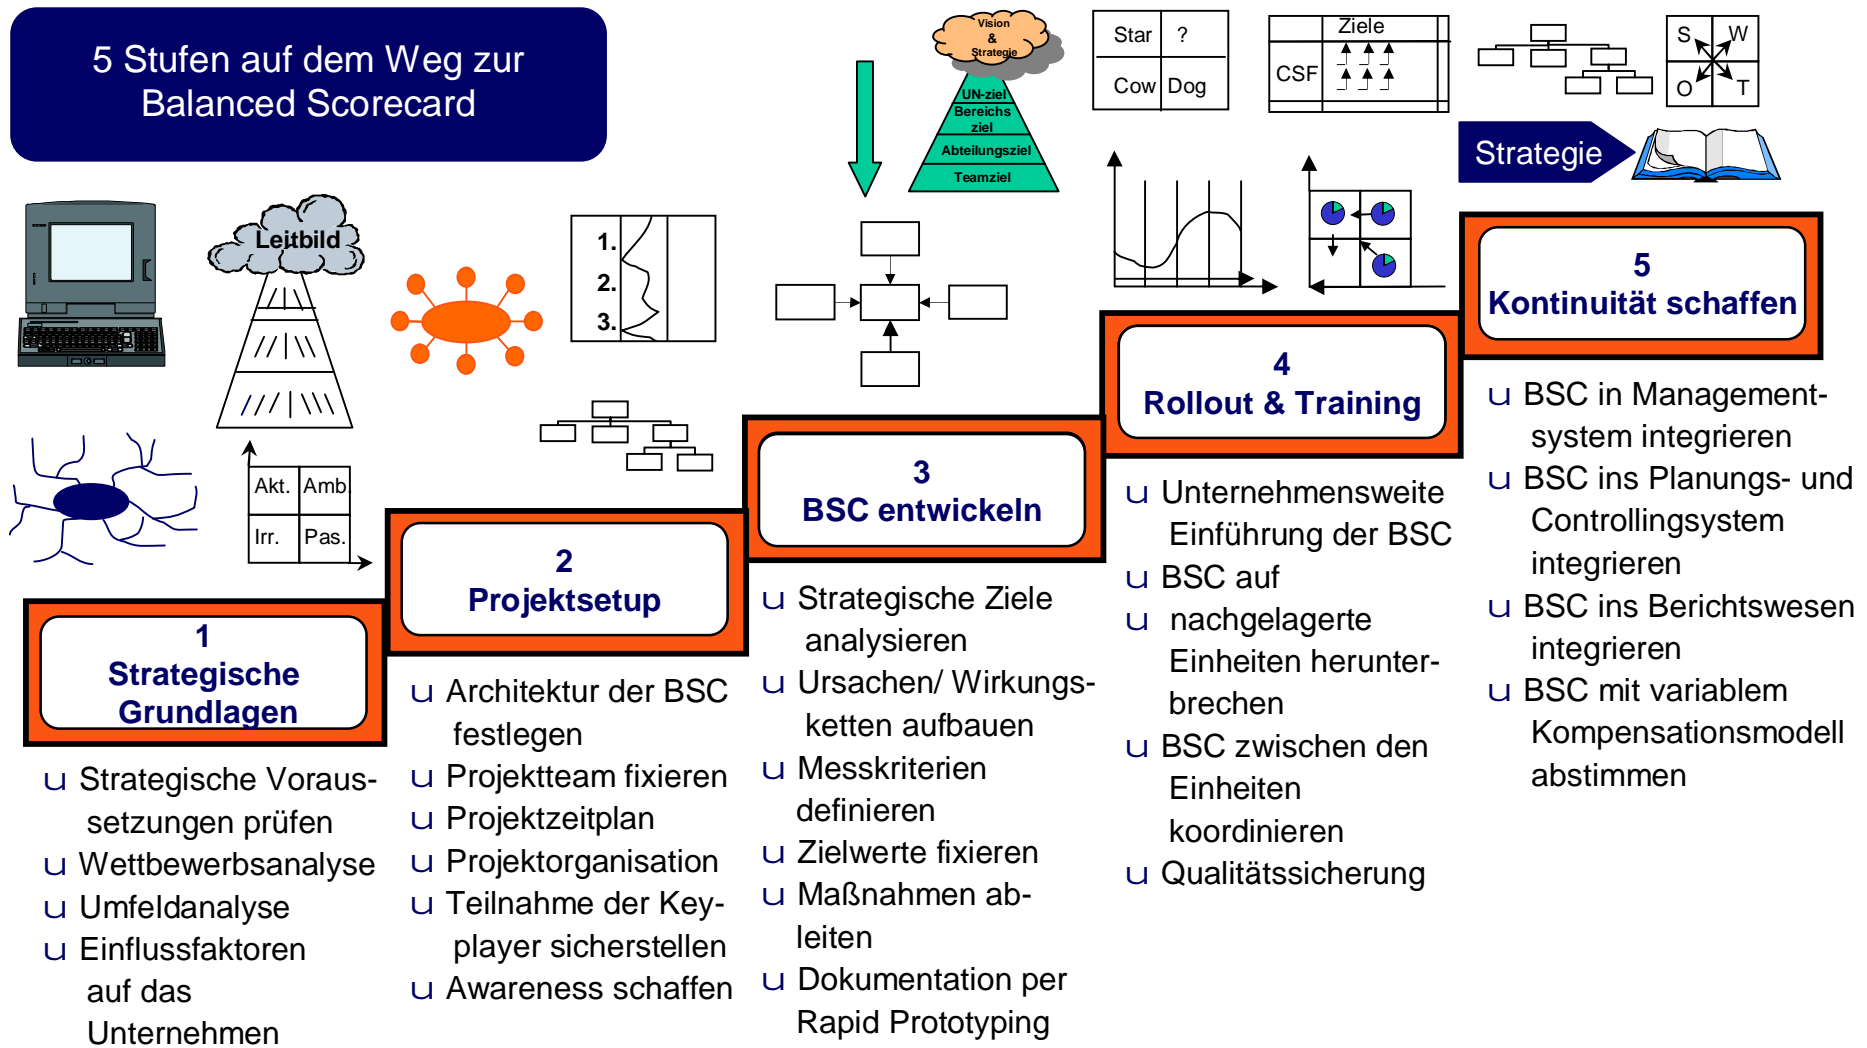 5 Stufen auf dem Weg zur
Balanced Scorecard
Vision
&
Strategie
UN-ziel
Bereichs
ziel
Abteilungsziel
Teamziel
Star ?
Cow Dog
Ziele
CSF
S W
O T
Strategie
Leitbild
1.
2.
3.
Akt. Amb.
Irr. Pas.
1
Strategische
Grundlagen
u Strategische Voraus-
setzungen prüfen
u Wettbewerbsanalyse
u Umfeldanalyse
u Einflussfaktoren
auf das
Unternehmen
2
Projektsetup
u Architektur der BSC
festlegen
u Projektteam fixieren
u Projektzeitplan
u Projektorganisation
u Teilnahme der Key-
player sicherstellen
u Awareness schaffen
3
BSC entwickeln
u Strategische Ziele
analysieren
u Ursachen/ Wirkungs-
ketten aufbauen
u Messkriterien
definieren
u Zielwerte fixieren
u Maßnahmen ab-
leiten
u Dokumentation per
Rapid Prototyping
4
Rollout & Training
u Unternehmensweite
Einführung der BSC
u BSC auf
u nachgelagerte
Einheiten herunter-
brechen
u BSC zwischen den
Einheiten
koordinieren
u Qualitätssicherung
5
Kontinuität schaffen
u BSC in Management-
system integrieren
u BSC ins Planungs- und
Controllingsystem
integrieren
u BSC ins Berichtswesen
integrieren
u BSC mit variablem
Kompensationsmodell
abstimmen